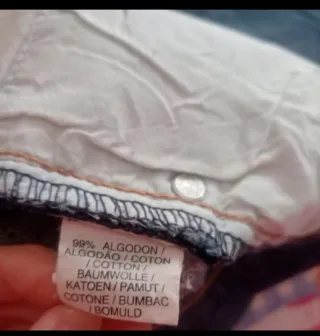 99% ALGODON /
ALGODÃO / COTON
/ COTTON /
BAUMWOLLE /
KATOEN / PAMUT /
COTONE / BUMBAC
/ BOMULD